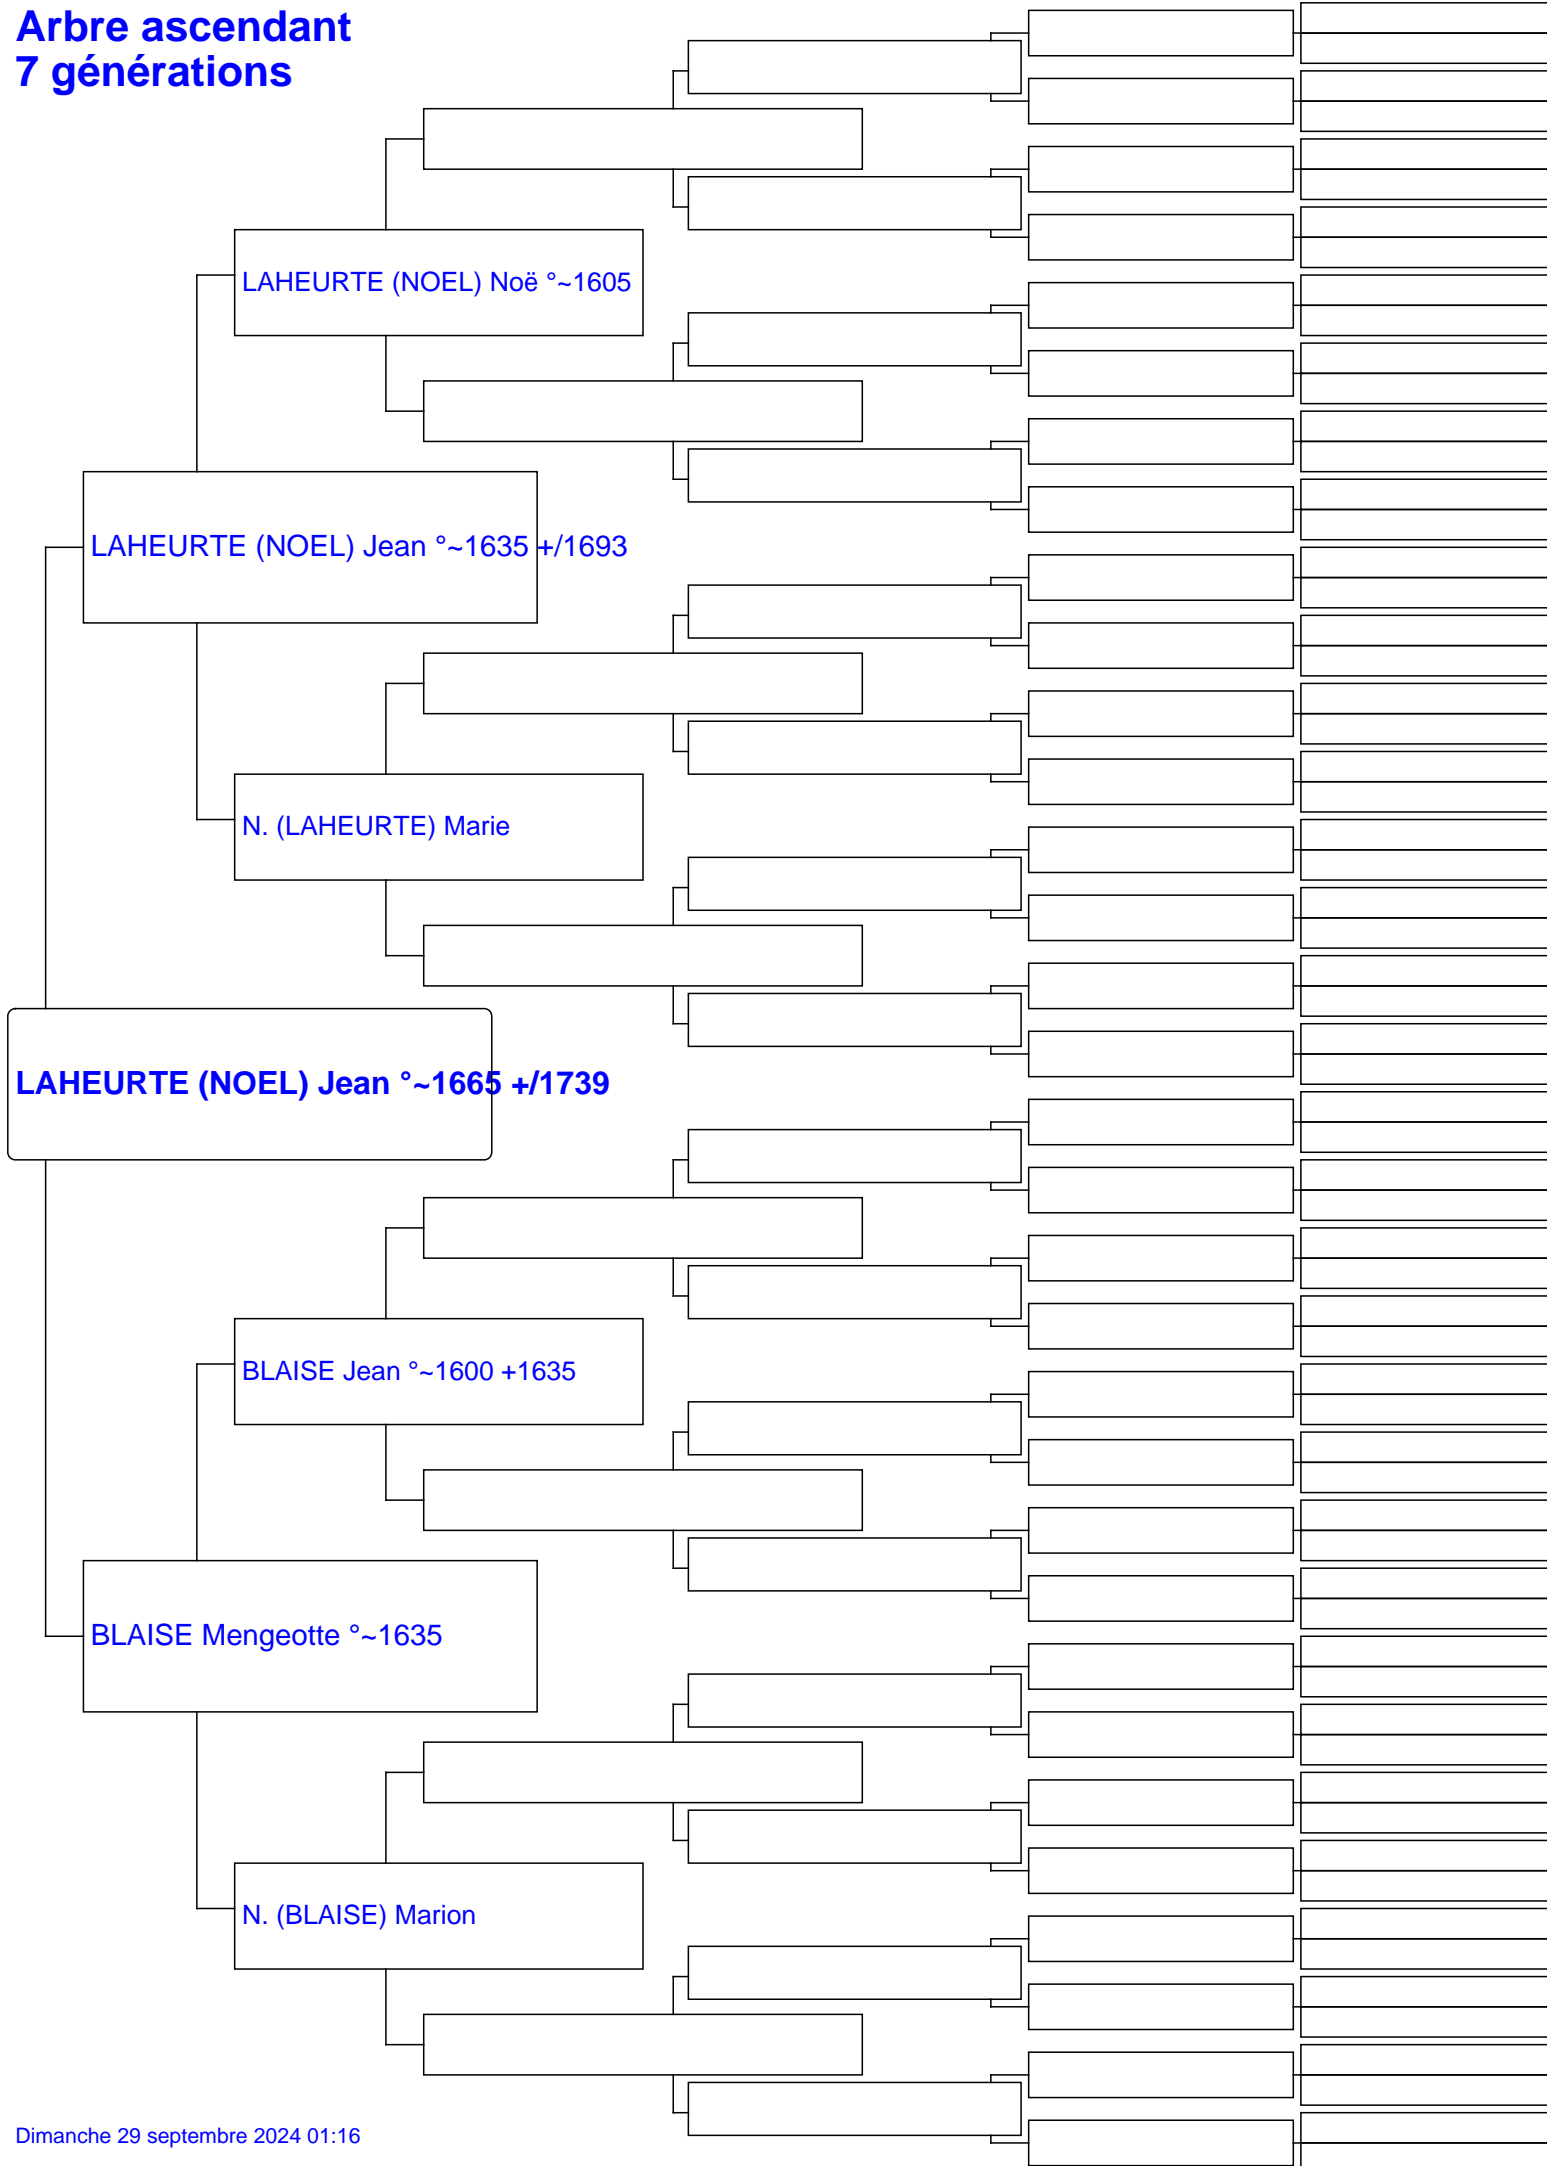 Arbre ascendant
7 générations
LAHEURTE (NOEL) Noë °~1605
LAHEURTE (NOEL) Jean °~1635 +/1693
N. (LAHEURTE) Marie
LAHEURTE (NOEL) Jean °~1665 +/1739
BLAISE Jean °~1600 +1635
BLAISE Mengeotte °~1635
N. (BLAISE) Marion
Dimanche 29 septembre 2024 01:16